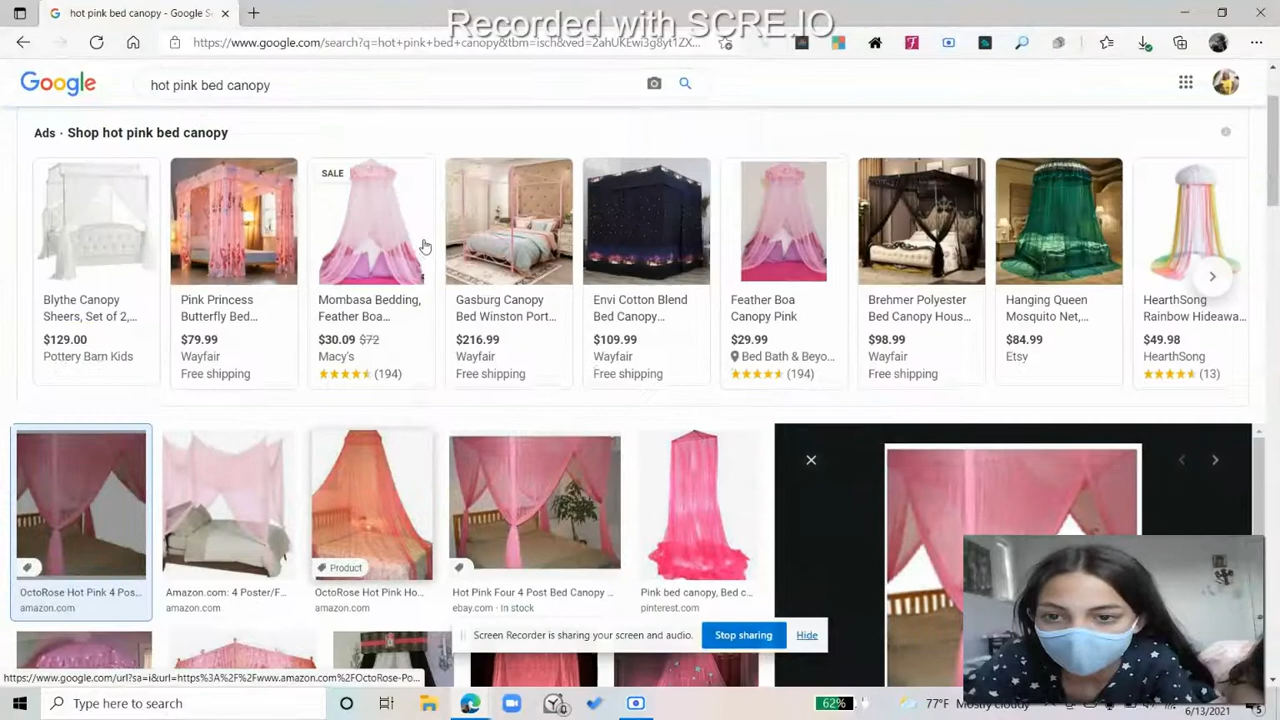 Recorded with SCRE.IO
hot pink bed canopy - Google S
https://www.google.com/search?q=hot+pink+bed+canopy&tbm=isch&ved=2ahUKEwi3g8yt1ZX...
Google
hot pink bed canopy
Ads · Shop hot pink bed canopy
SALE
Blythe Canopy
Sheers, Set of 2,...
$129.00
Pottery Barn Kids
Pink Princess
Butterfly Bed...
$79.99
Wayfair
Free shipping
Mombasa Bedding,
Feather Boa...
$30.09 $72
Macy's
(194)
Gasburg Canopy
Bed Winston Port...
$216.99
Wayfair
Free shipping
Envi Cotton Blend
Bed Canopy...
$109.99
Wayfair
Free shipping
Feather Boa
Canopy Pink
$29.99
Bed Bath & Beyo...
(194)
Brehmer Polyester
Bed Canopy Hous...
$98.99
Wayfair
Free shipping
Hanging Queen
Mosquito Net,...
$84.99
Etsy
HearthSong
Rainbow Hideawa...
$49.98
HearthSong
(13)
Product
OctoRose Hot Pink 4 Pos...
amazon.com
Amazon.com: 4 Poster/F...
amazon.com
OctoRose Hot Pink Ho...
amazon.com
Hot Pink Four 4 Post Bed Canopy ...
ebay.com · In stock
Pink bed canopy, Bed c...
pinterest.com
Screen Recorder is sharing your screen and audio.
Stop sharing
Hide
https://www.google.com/url?sa=i&url=https%3A%2F%2Fwww.amazon.com%2FOctoRose-Po...
Type here to search
62%
77°F Mostly cloudy
6/13/2021
5